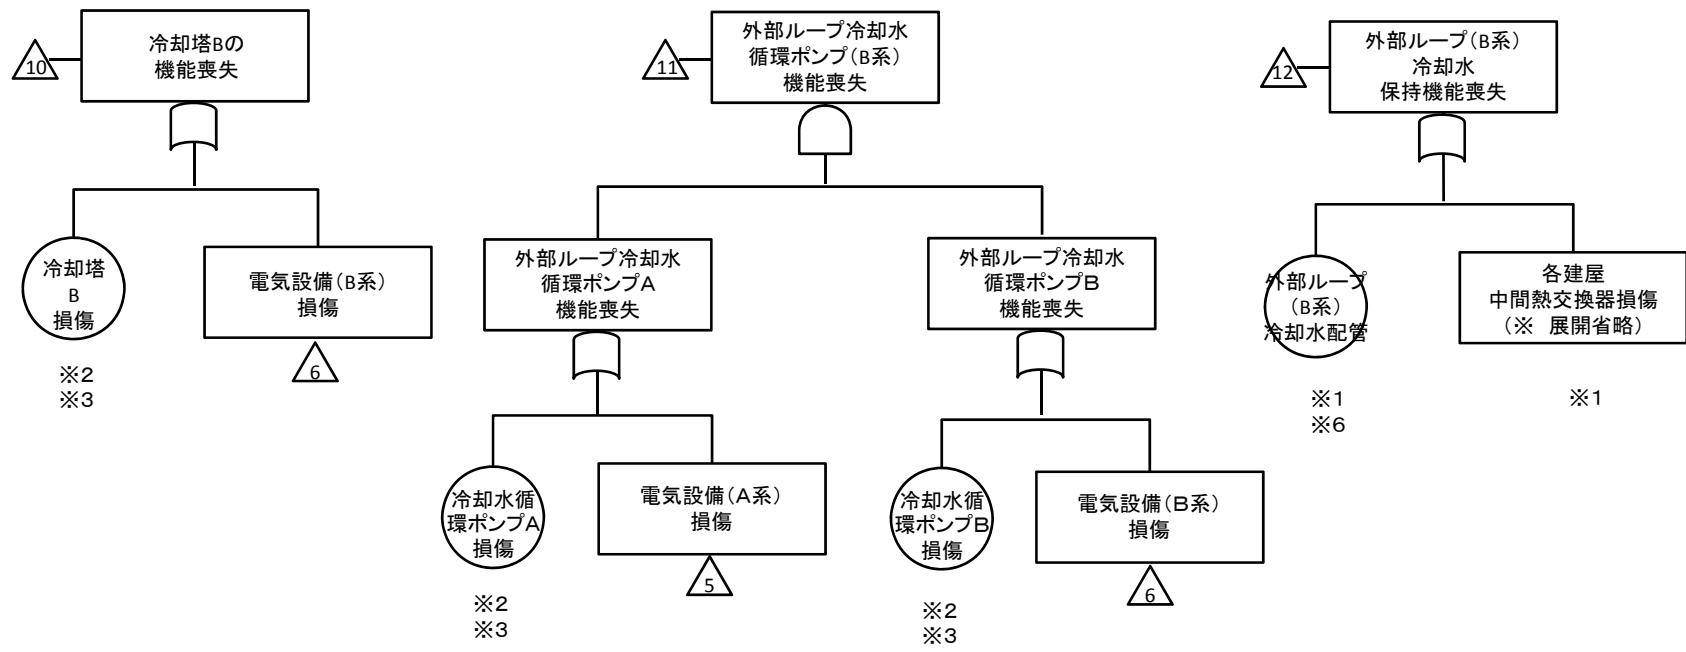 10
冷却塔Bの
機能喪失
冷却塔
B
損傷
※2
※3
電気設備(B系)
損傷
6
11
外部ループ冷却水
循環ポンプ(B系)
機能喪失
外部ループ冷却水
循環ポンプA
機能喪失
冷却水循
環ポンプA
損傷
※2
※3
電気設備(A系)
損傷
5
外部ループ冷却水
循環ポンプB
機能喪失
冷却水循
環ポンプB
損傷
※2
※3
電気設備(B系)
損傷
6
12
外部ループ(B系)
冷却水
保持機能喪失
外部ループ
(B系)
冷却水配管
※1
※6
各建屋
中間熱交換器損傷
(※ 展開省略)
※1